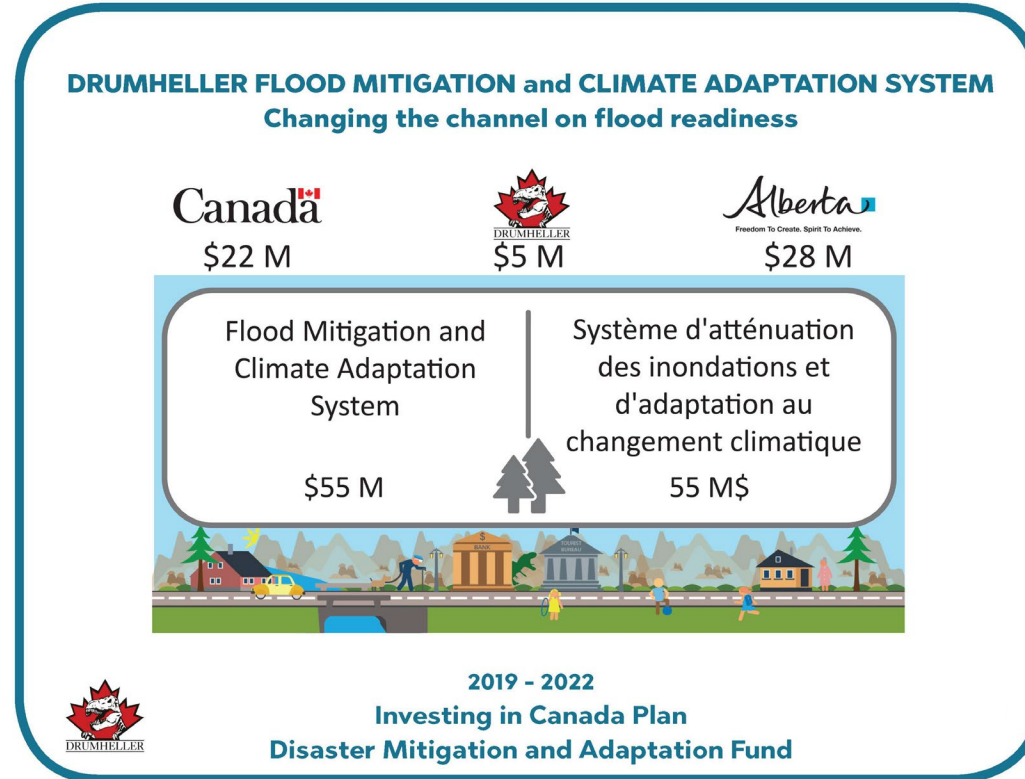 DRUMHELLER FLOOD MITIGATION and CLIMATE ADAPTATION SYSTEM
Changing the channel on flood readiness
Canada
DRUMHELLER
Alberta
Freedom To Create. Spirit To Achieve.
$22 M
$5 M
$28 M
Flood Mitigation and
Climate Adaptation
System
$55 M
Système d'atténuation
des inondations et
d'adaptation au
changement climatique
55 M$
$
BANK
TOURIST
BUREAU
2019 - 2022
Investing in Canada Plan
Disaster Mitigation and Adaptation Fund
DRUMHELLER